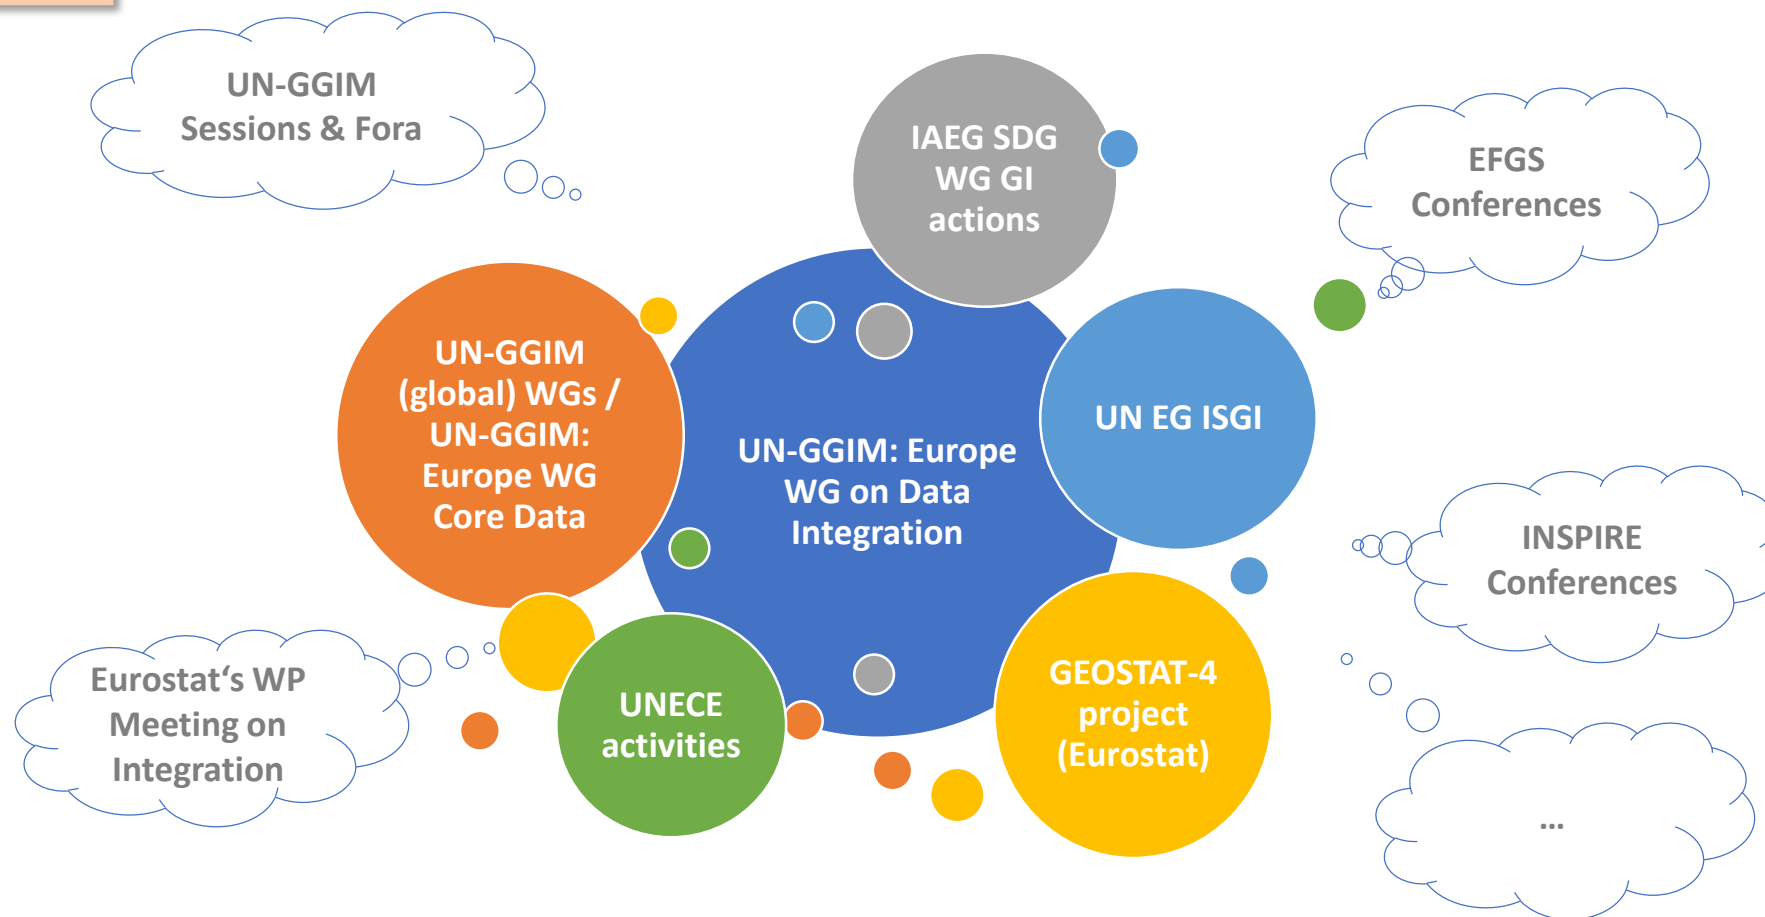 UN-GGIM
Sessions & Fora
IAEG SDG
WG GI
actions
EFGS
Conferences
UN-GGIM
(global) WGs /
UN-GGIM:
Europe WG
Core Data
UN-GGIM: Europe
WG on Data
Integration
UN EG ISGI
INSPIRE
Conferences
Eurostat‘s WP
Meeting on
Integration
UNECE
activities
GEOSTAT-4
project
(Eurostat)
...